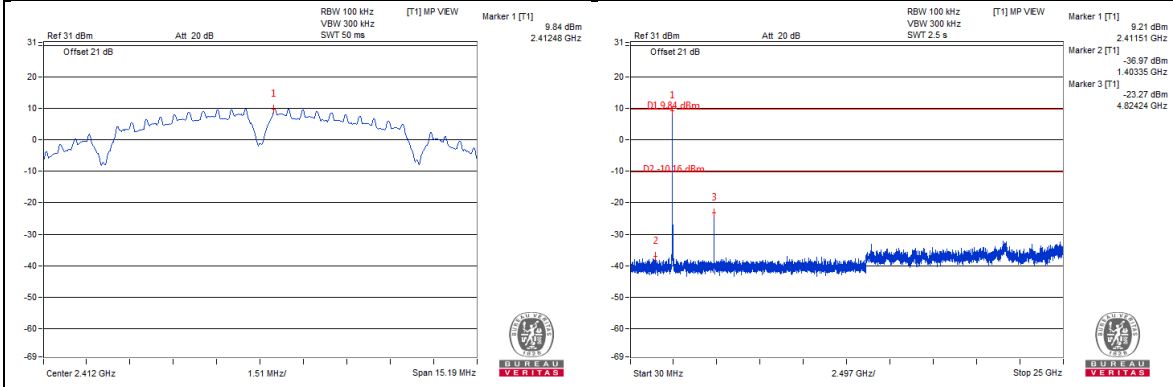 RBW 100 kHz [T1] MP VIEW
VBW 300 kHz
Ref 31 dBm Att 20 dB SWT 50 ms
Marker 1 [T1]
9.84 dBm
2.41248 GHz
31
Offset 21 dB
20
10
0
-10
-20
-30
-40
-50
-60
-69
1
Center 2.412 GHz 1.51 MHz/ Span 15.19 MHz
BUREAU VERITAS
1828
BUREAU
VERITAS
RBW 100 kHz [T1] MP VIEW
VBW 300 kHz
Ref 31 dBm Att 20 dB SWT 2.5 s
Marker 1 [T1]
9.21 dBm
2.41151 GHz
Marker 2 [T1]
-36.97 dBm
1.40335 GHz
Marker 3 [T1]
-23.27 dBm
4.82424 GHz
31
Offset 21 dB
20
10
0
-10
-20
-30
-40
-50
-60
-69
1
D1 9.84 dBm
D2 -10.16 dBm
3
2
Start 30 MHz 2.497 GHz/ Stop 25 GHz
BUREAU VERITAS
1828
BUREAU
VERITAS